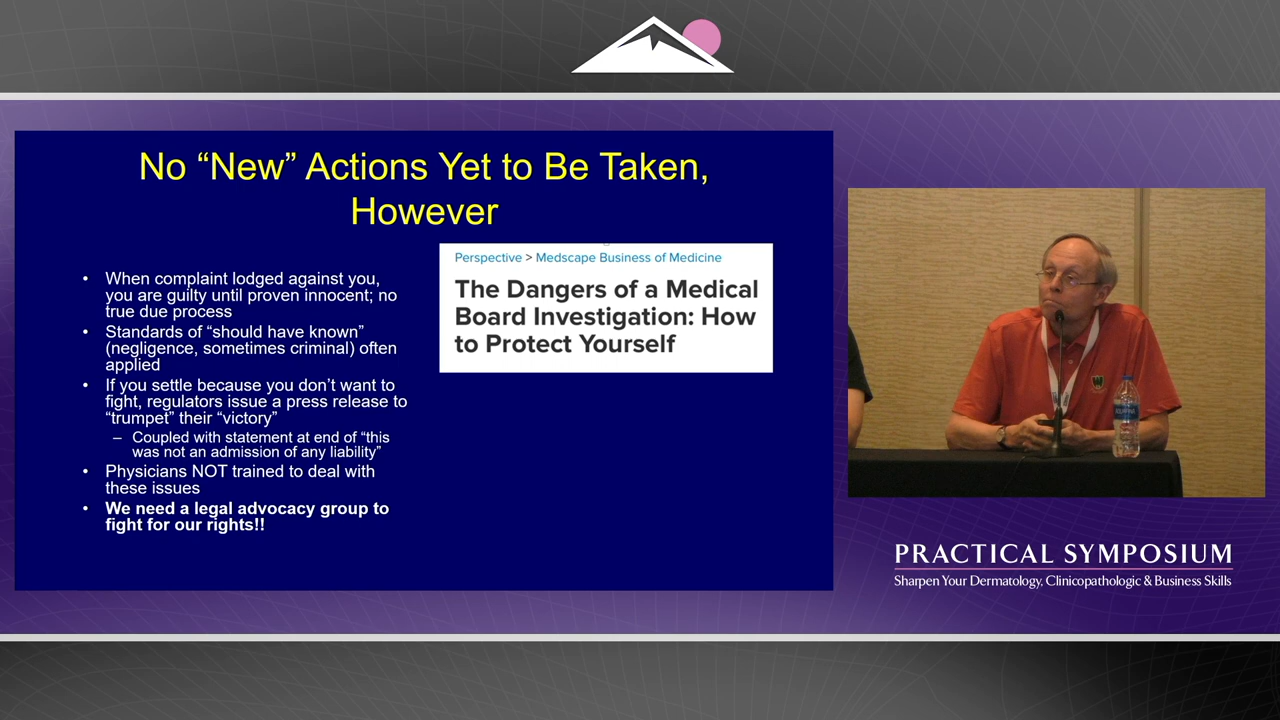 No “New” Actions Yet to Be Taken,
However
• When complaint lodged against you,
you are guilty until proven innocent; no
true due process
• Standards of “should have known”
(negligence, sometimes criminal) often
applied
• If you settle because you don’t want to
fight, regulators issue a press release to
“trumpet” their “victory”
– Coupled with statement at end of “this
was not an admission of any liability”
• Physicians NOT trained to deal with
these issues
• We need a legal advocacy group to
fight for our rights!!
Perspective > Medscape Business of Medicine
The Dangers of a Medical
Board Investigation: How
to Protect Yourself
PRACTICAL SYMPOSIUM
Sharpen Your Dermatology, Clinicopathologic & Business Skills